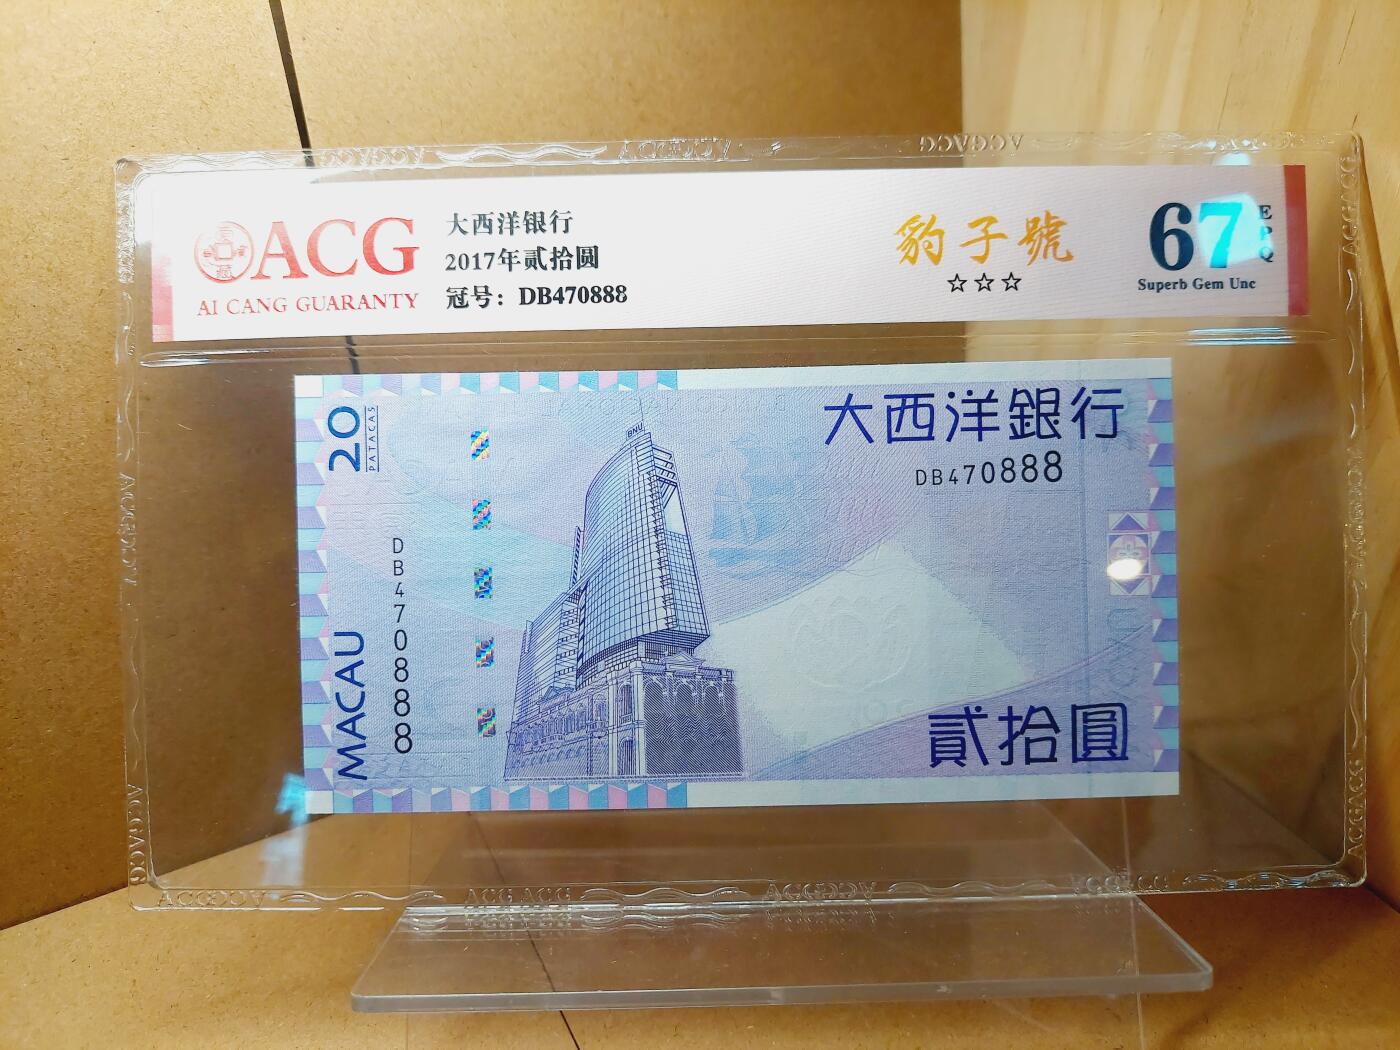 ACG
AI CANG GUARANTY
大西洋银行
2017年贰拾圆
冠号：DB470888
豹子號
☆☆☆
67
EPQ
Superb Gem Unc
20
PATACAS
MACAU
DB470888
BNU
大西洋銀行
DB470888
貳拾圓